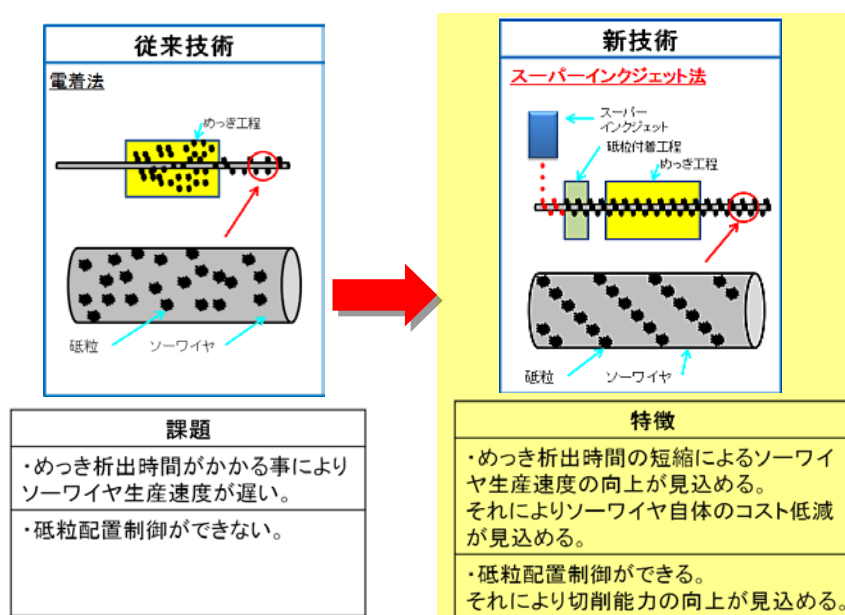 従来技術
電着法
めっき工程
砥粒
ソーワイヤ
課題
・めっき析出時間がかかる事により
ソーワイヤ生産速度が遅い。
・砥粒配置制御ができない。
新技術
スーパーインクジェット法
スーパー
インクジェット
砥粒付着工程
めっき工程
砥粒
ソーワイヤ
特徴
・めっき析出時間の短縮によるソーワイ
ヤ生産速度の向上が見込める。
それによりソーワイヤ自体のコスト低減
が見込める。
・砥粒配置制御ができる。
それにより切削能力の向上が見込める。